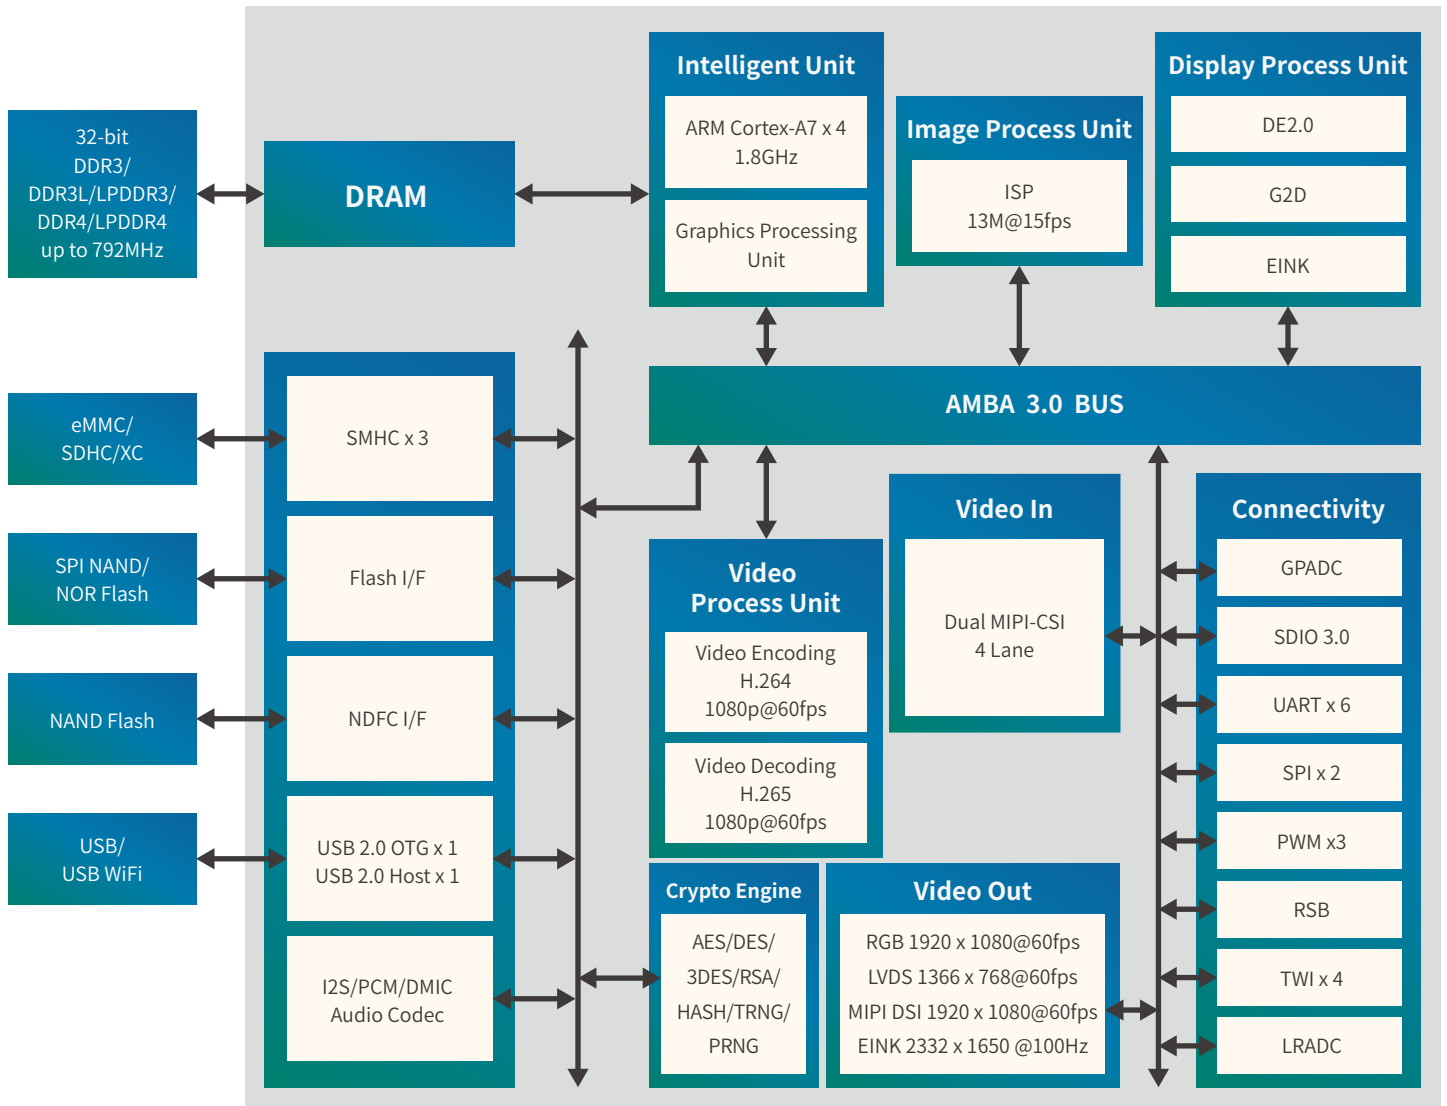 32-bit
DDR3/
DDR3L/LPDDR3/
DDR4/LPDDR4
up to 792MHz
DRAM
Intelligent Unit
ARM Cortex-A7 x 4
1.8GHz
Graphics Processing
Unit
Image Process Unit
ISP
13M@15fps
Display Process Unit
DE2.0
G2D
EINK
AMBA 3.0 BUS
eMMC/
SDHC/XC
SPI NAND/
NOR Flash
NAND Flash
USB/
USB WiFi
SMHC x 3
Flash I/F
NDFC I/F
USB 2.0 OTG x 1
USB 2.0 Host x 1
I2S/PCM/DMIC
Audio Codec
Video
Process Unit
Video Encoding
H.264
1080p@60fps
Video Decoding
H.265
1080p@60fps
Video In
Dual MIPI-CSI
4 Lane
Crypto Engine
AES/DES/
3DES/RSA/
HASH/TRNG/
PRNG
Video Out
RGB 1920 x 1080@60fps
LVDS 1366 x 768@60fps
MIPI DSI 1920 x 1080@60fps
EINK 2332 x 1650 @100Hz
Connectivity
GPADC
SDIO 3.0
UART x 6
SPI x 2
PWM x3
RSB
TWI x 4
LRADC